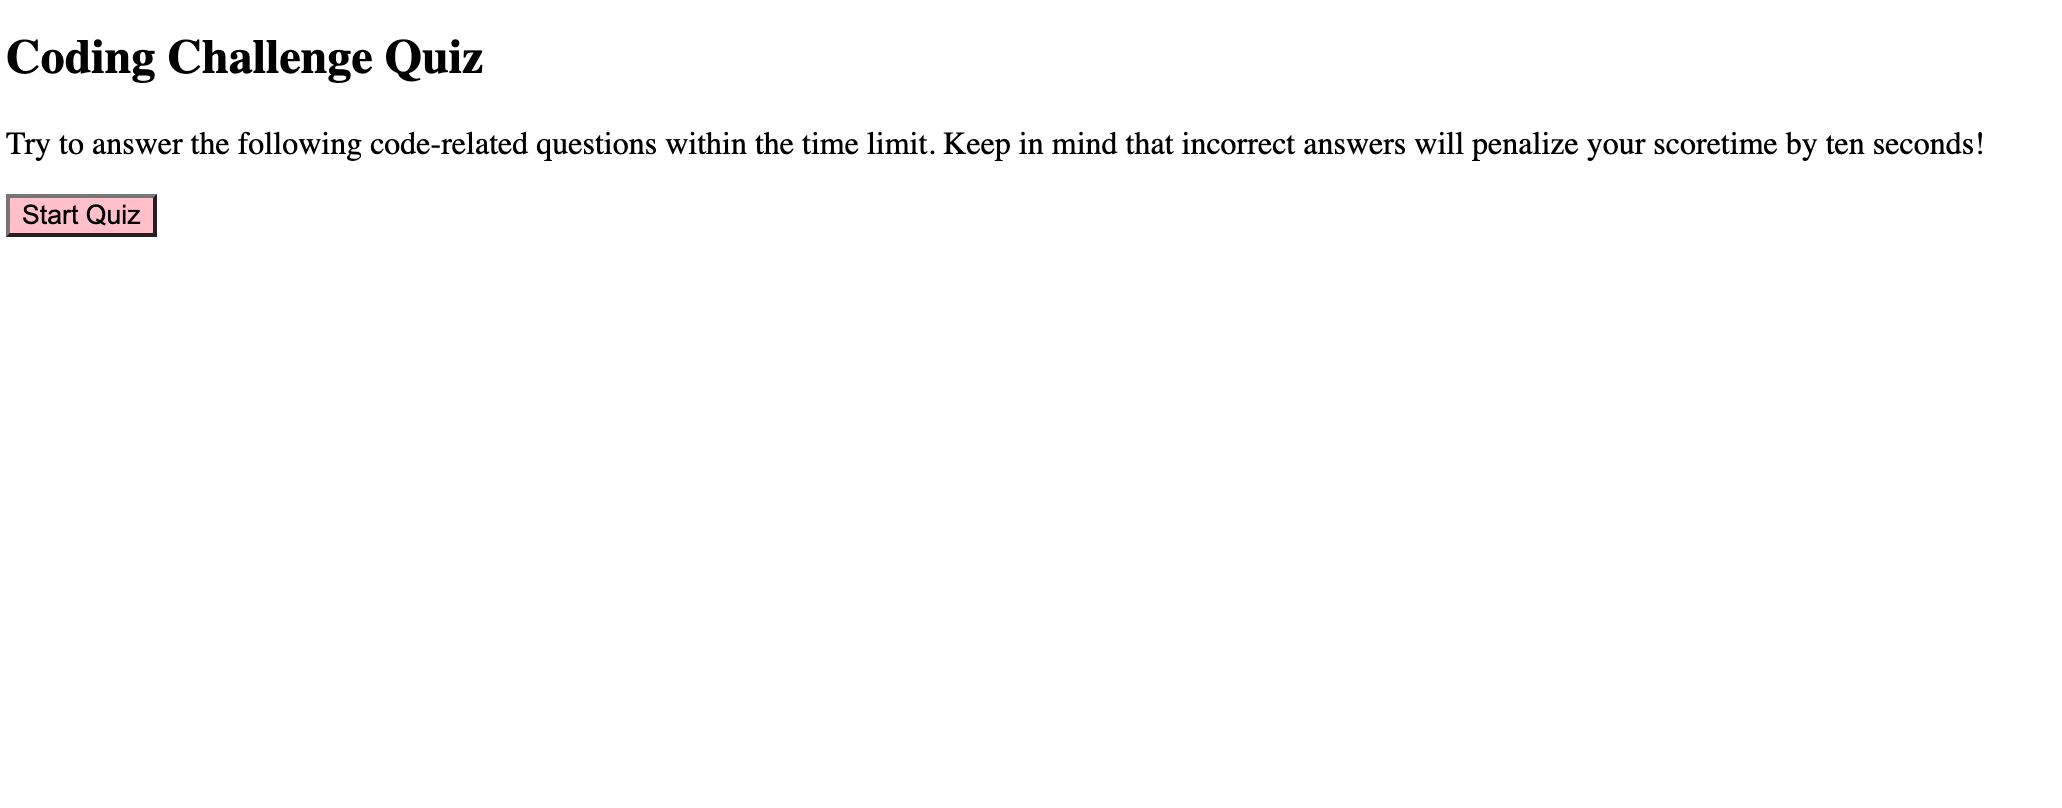 Coding Challenge Quiz
Try to answer the following code-related questions within the time limit. Keep in mind that incorrect answers will penalize your scoretime by ten seconds!
Start Quiz